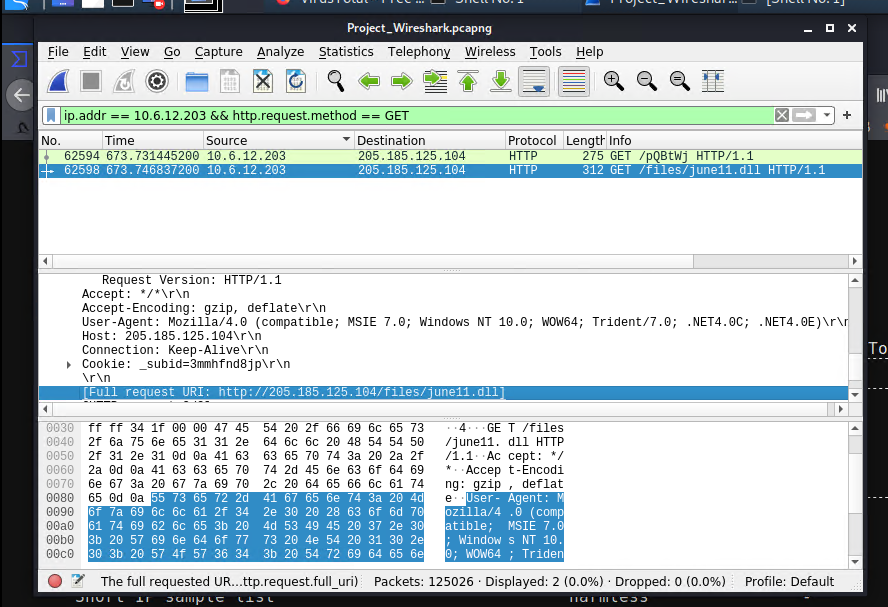 VirusTotal - Free ... Shell No. 1 Project_Wireshar... [Shell No. 1]
Project_Wireshark.pcapng
File Edit View Go Capture Analyze Statistics Telephony Wireless Tools Help
ip.addr == 10.6.12.203 && http.request.method == GET
No. Time Source Destination Protocol Length Info
62594 673.731445200 10.6.12.203 205.185.125.104 HTTP 275 GET /pQBtWj HTTP/1.1
62598 673.746837200 10.6.12.203 205.185.125.104 HTTP 312 GET /files/june11.dll HTTP/1.1
Request Version: HTTP/1.1
Accept: */*\r\n
Accept-Encoding: gzip, deflate\r\n
User-Agent: Mozilla/4.0 (compatible; MSIE 7.0; Windows NT 10.0; WOW64; Trident/7.0; .NET4.0C; .NET4.0E)\r\n
Host: 205.185.125.104\r\n
Connection: Keep-Alive\r\n
Cookie: _subid=3mmhfnd8jp\r\n
\r\n
[Full request URI: http://205.185.125.104/files/june11.dll]
To
0030 ff ff 34 1f 00 00 47 45 54 20 2f 66 69 6c 65 73 ··4···GE T /files
0040 2f 6a 75 6e 65 31 31 2e 64 6c 6c 20 48 54 54 50 /june11. dll HTTP
0050 2f 31 2e 31 0d 0a 41 63 63 65 70 74 3a 20 2a 2f /1.1··Ac cept: */
0060 2a 0d 0a 41 63 63 65 70 74 2d 45 6e 63 6f 64 69 *··Accep t-Encodi
0070 6e 67 3a 20 67 7a 69 70 2c 20 64 65 66 6c 61 74 ng: gzip , deflat
0080 65 0d 0a 55 73 65 72 2d 41 67 65 6e 74 3a 20 4d e··User- Agent: M
0090 6f 7a 69 6c 6c 61 2f 34 2e 30 20 28 63 6f 6d 70 ozilla/4 .0 (comp
00a0 61 74 69 62 6c 65 3b 20 4d 53 49 45 20 37 2e 30 atible; MSIE 7.0
00b0 3b 20 57 69 6e 64 6f 77 73 20 4e 54 20 31 30 2e ; Window s NT 10.
00c0 30 3b 20 57 4f 57 36 34 3b 20 54 72 69 64 65 6e 0; WOW64 ; Triden
The full requested UR...ttp.request.full_uri) Packets: 125026 · Displayed: 2 (0.0%) · Dropped: 0 (0.0%) Profile: Default